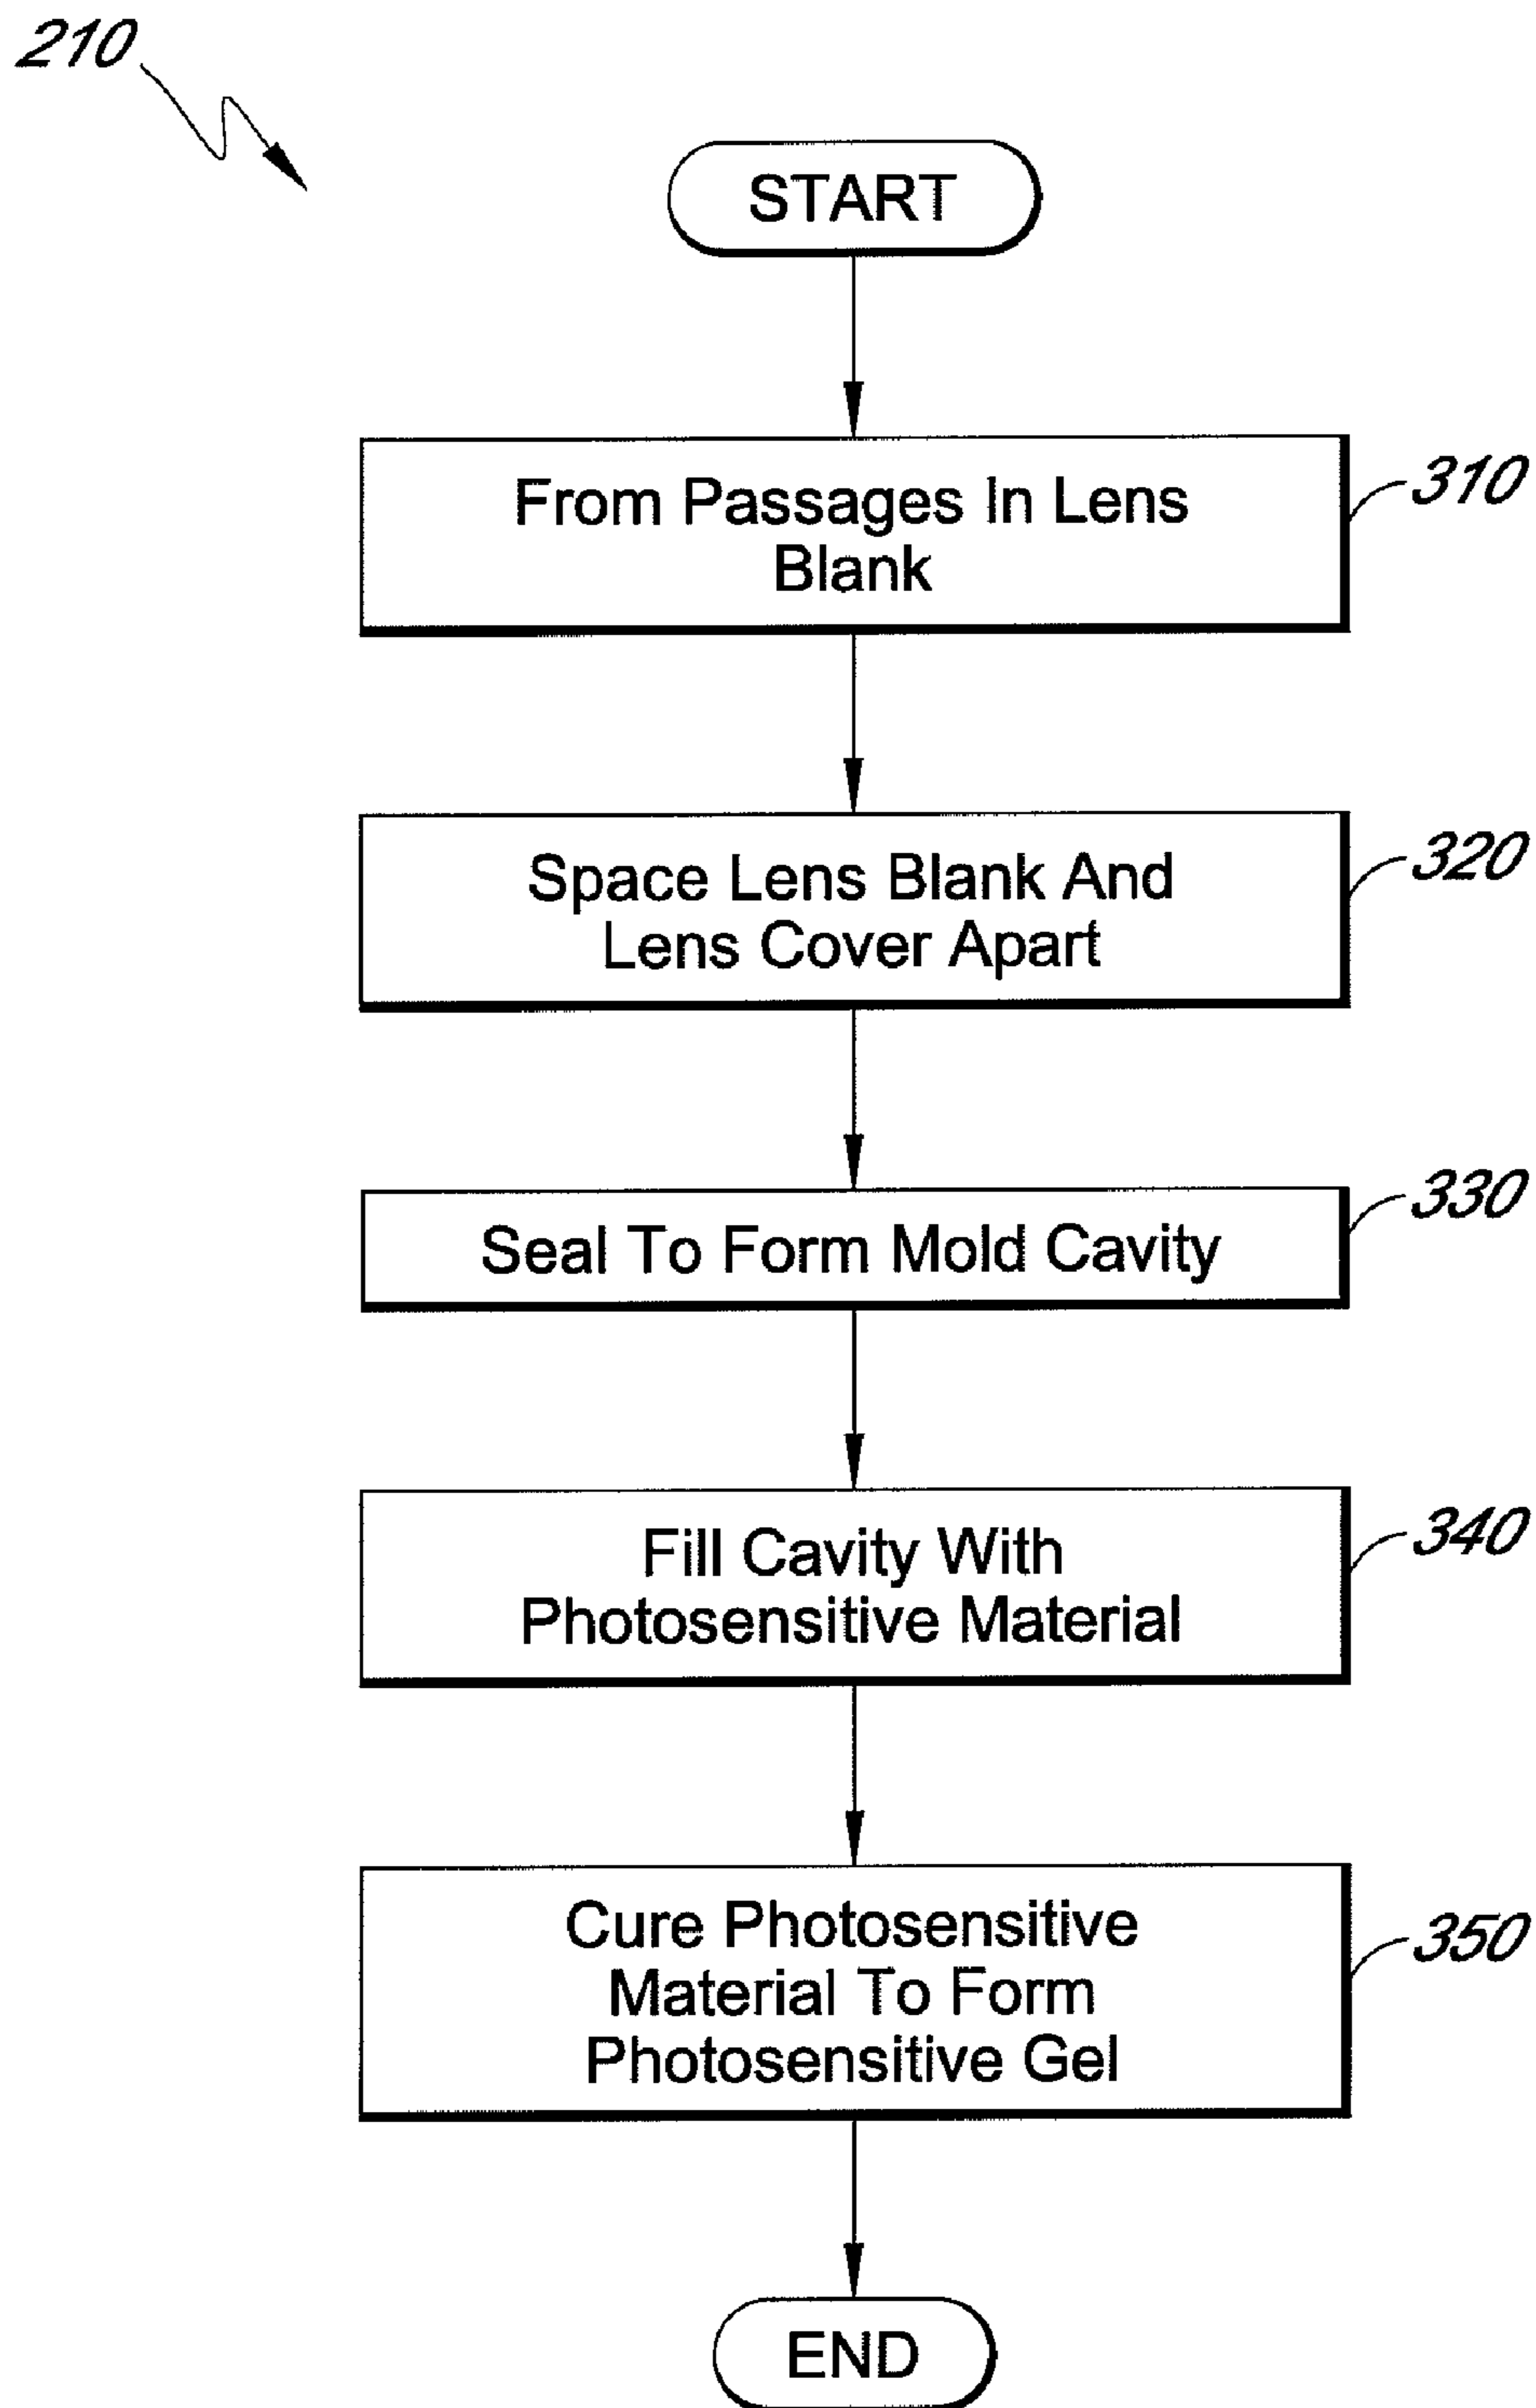 210
START
From Passages In Lens
Blank
310
Space Lens Blank And
Lens Cover Apart
320
Seal To Form Mold Cavity
330
Fill Cavity With
Photosensitive Material
340
Cure Photosensitive
Material To Form
Photosensitive Gel
350
END